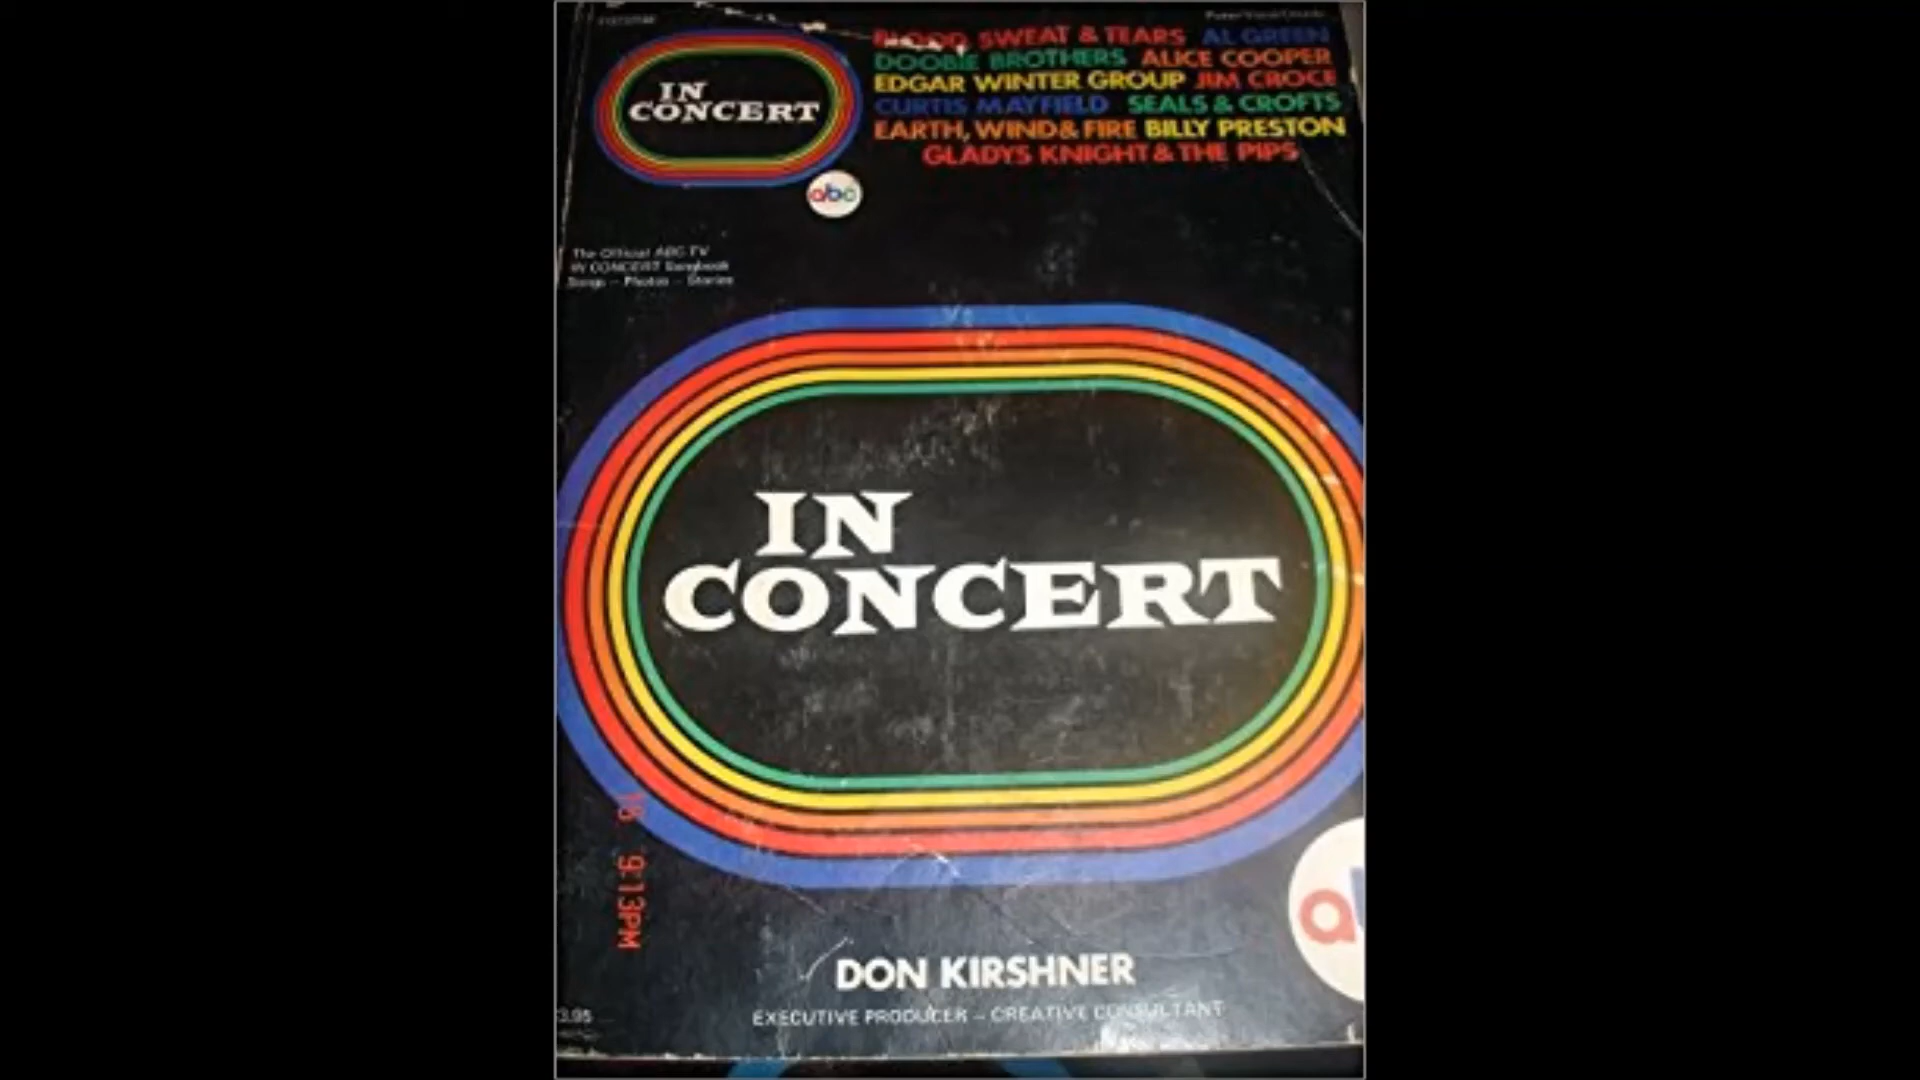 BLOOD, SWEAT & TEARS AL GREEN
DOOBIE BROTHERS ALICE COOPER
EDGAR WINTER GROUP JIM CROCE
CURTIS MAYFIELD SEALS & CROFTS
EARTH, WIND & FIRE BILLY PRESTON
GLADYS KNIGHT & THE PIPS
IN
CONCERT
abc
The Official ABC TV
IN CONCERT Songbook
Songs - Photos - Stories
IN
CONCERT
9:13PM
a
DON KIRSHNER
EXECUTIVE PRODUCER – CREATIVE CONSULTANT
3.95